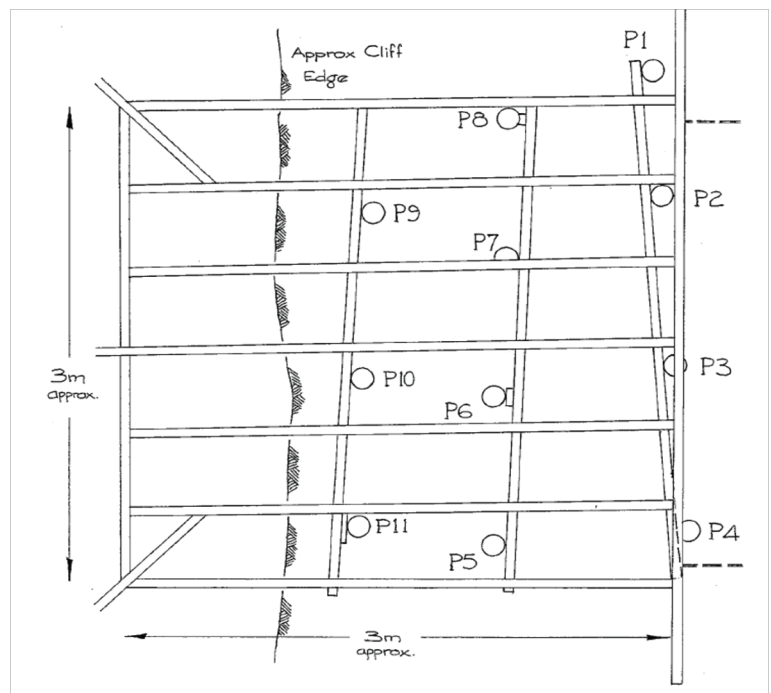 Approx Cliff
Edge
P1
P8
P2
P9
P7
P3
P10
P6
3m
approx.
P11
P4
P5
3m
approx.